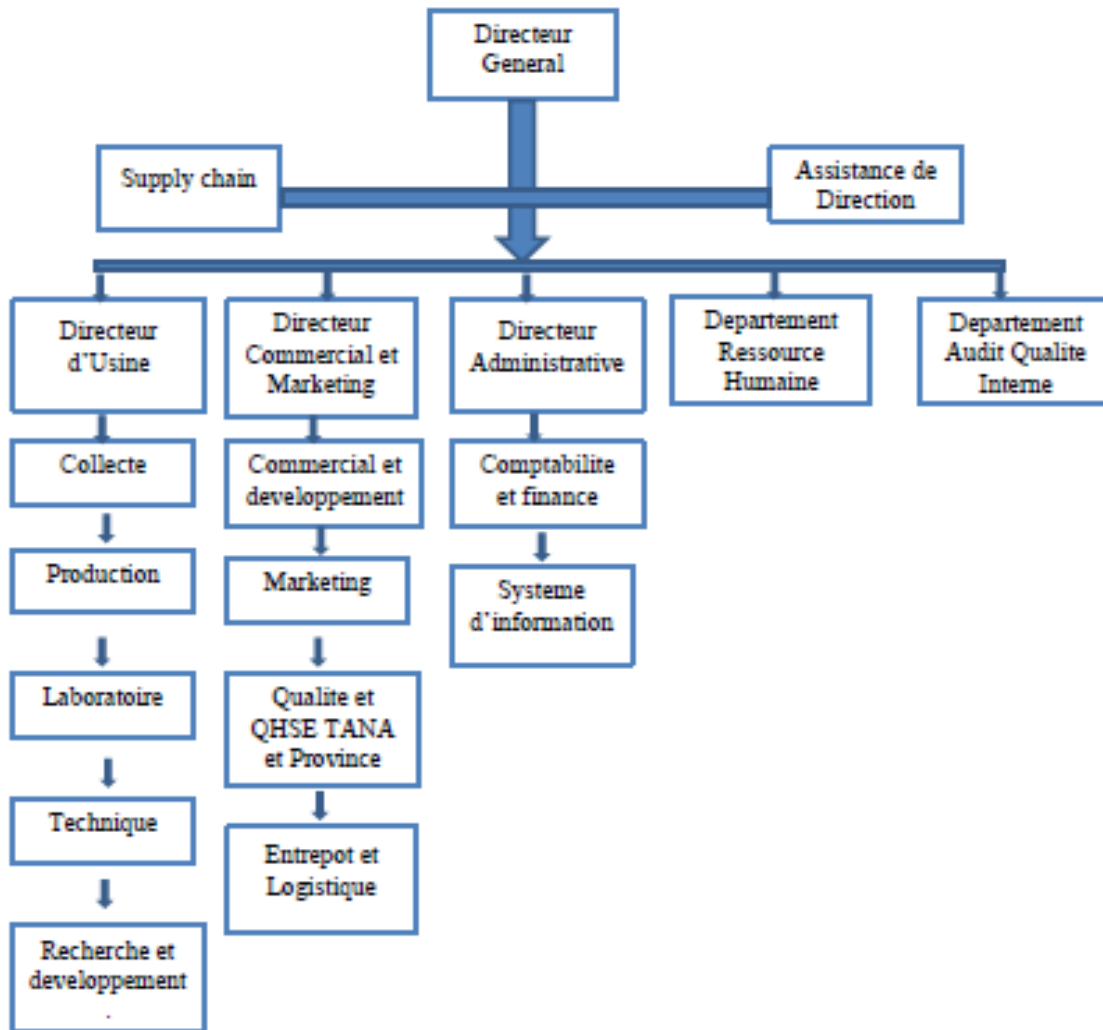 Directeur
General
Supply chain
Assistance de
Direction
Directeur
d'Usine
Directeur
Commercial et
Marketing
Directeur
Administrative
Departement
Ressource
Humaine
Departement
Audit Qualite
Interne
Collecte
Commercial et
developpement
Comptabilite
et finance
Production
Marketing
Systeme
d'information
Laboratoire
Qualite et
QHSE TANA
et Province
Technique
Entrepot et
Logistique
Recherche et
developpement
.